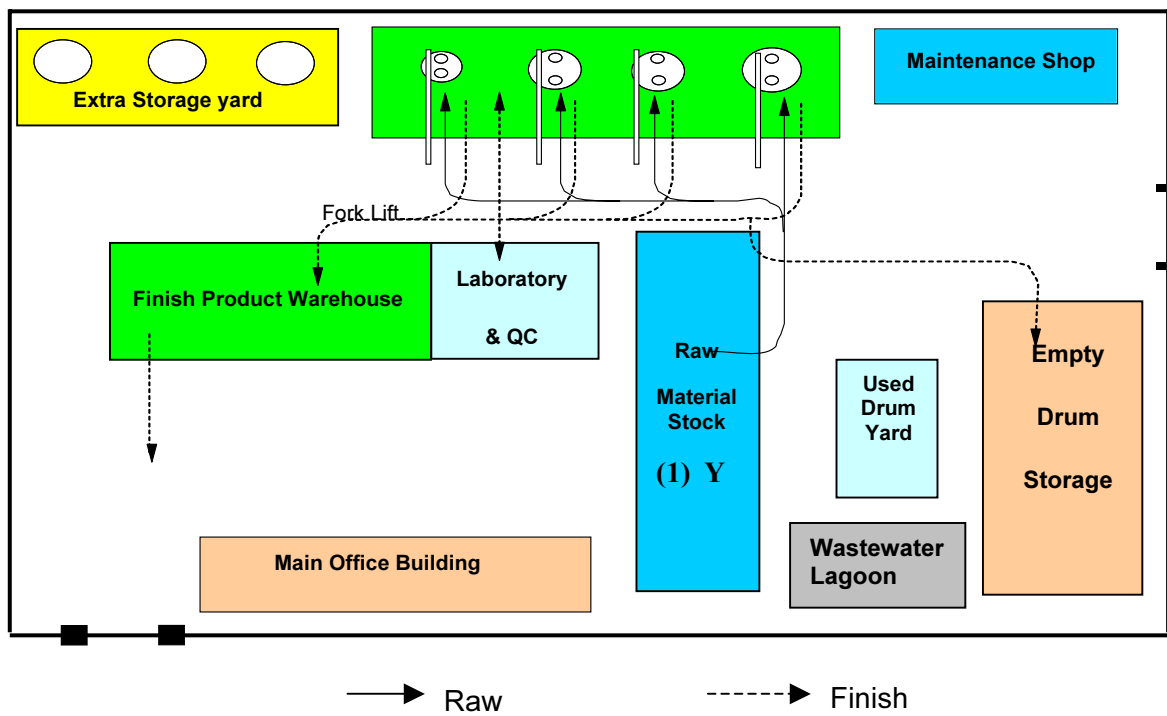 Extra Storage yard
Maintenance Shop
Fork Lift
Finish Product Warehouse
Laboratory
& QC
Raw
Material
Stock
(1) Y
Used
Drum
Yard
Empty
Drum
Storage
Main Office Building
Wastewater
Lagoon
Raw
Finish